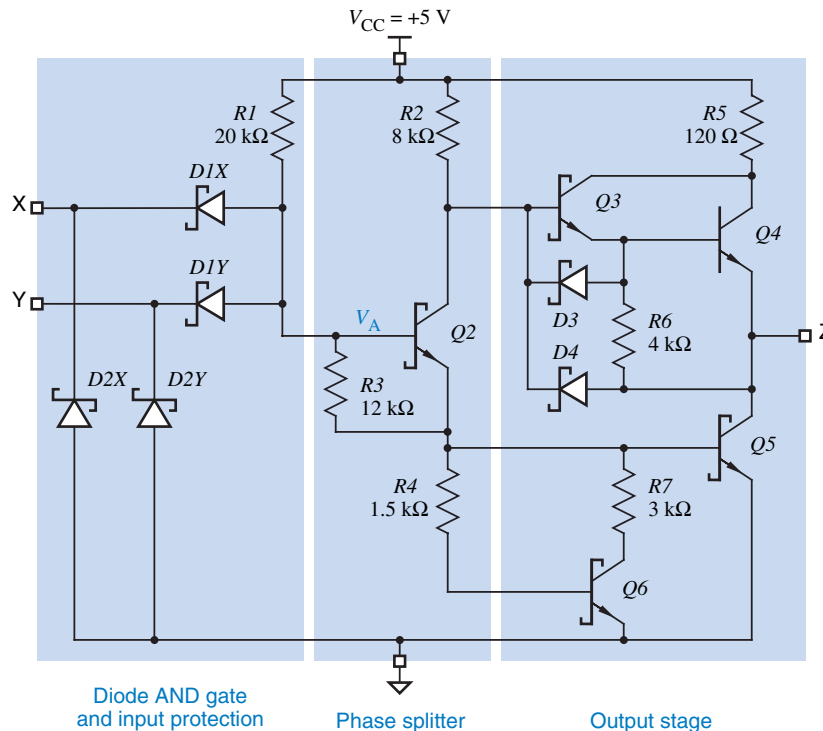 V_CC = +5 V
R1
20 kΩ
R2
8 kΩ
R5
120 Ω
D1X
X
Q3
Q4
D1Y
Y
V_A
Q2
D3
R6
4 kΩ
Z
D2X
D2Y
R3
12 kΩ
D4
Q5
R4
1.5 kΩ
R7
3 kΩ
Q6
Diode AND gate
and input protection
Phase splitter
Output stage